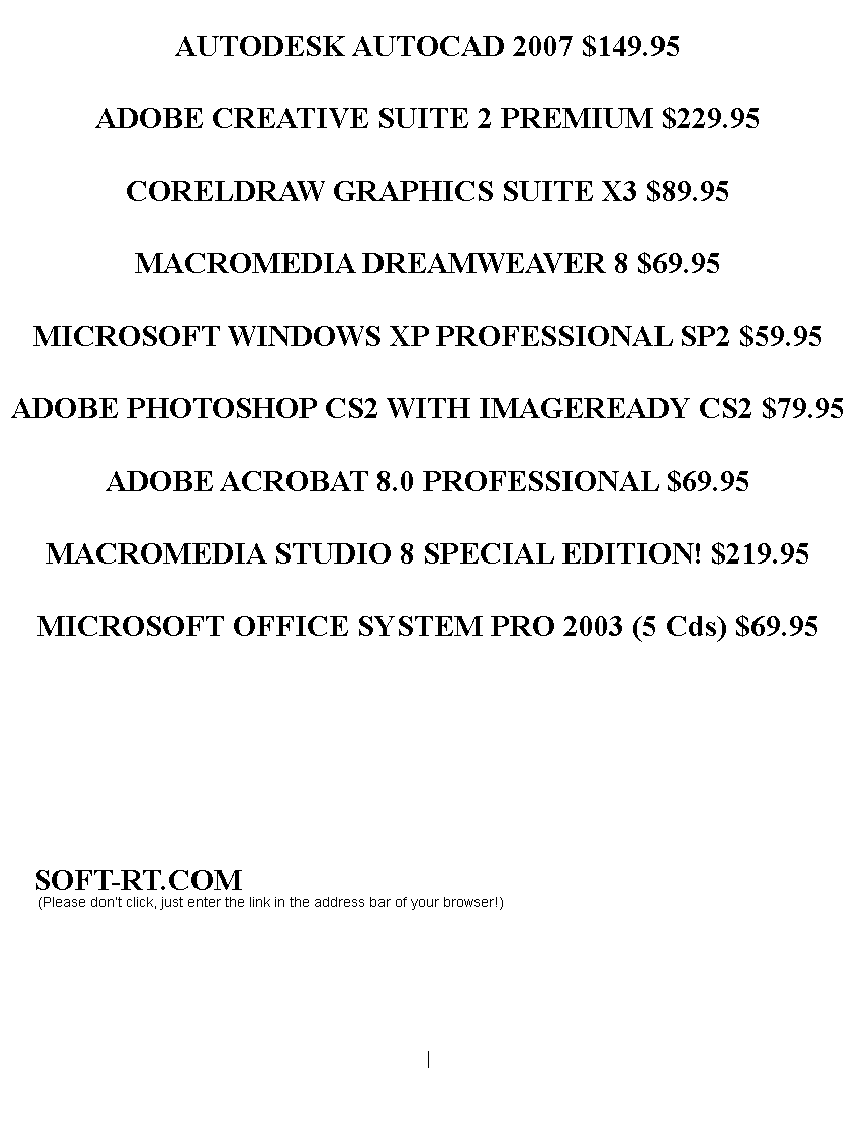 AUTODESK AUTOCAD 2007 $149.95
ADOBE CREATIVE SUITE 2 PREMIUM $229.95
CORELDRAW GRAPHICS SUITE X3 $89.95
MACROMEDIA DREAMWEAVER 8 $69.95
MICROSOFT WINDOWS XP PROFESSIONAL SP2 $59.95
ADOBE PHOTOSHOP CS2 WITH IMAGEREADY CS2 $79.95
ADOBE ACROBAT 8.0 PROFESSIONAL $69.95
MACROMEDIA STUDIO 8 SPECIAL EDITION! $219.95
MICROSOFT OFFICE SYSTEM PRO 2003 (5 Cds) $69.95
SOFT-RT.COM
(Please don't click, just enter the link in the address bar of your browser!)
|